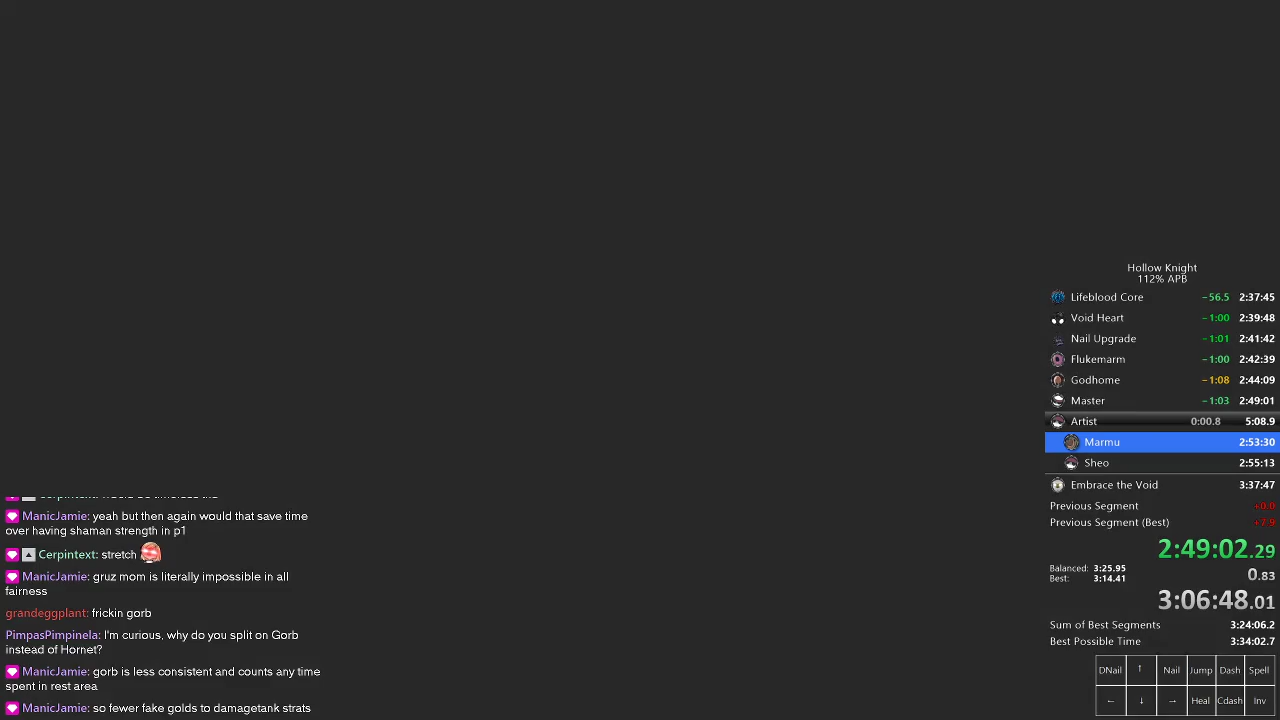 Hollow Knight
112% APB
Lifeblood Core -56.5 2:37:45
Void Heart -1:00 2:39:48
Nail Upgrade -1:01 2:41:42
Flukemarm -1:00 2:42:39
Godhome -1:08 2:44:09
Master -1:03 2:49:01
Artist 0:00.8 5:08.9
Marmu 2:53:30
Sheo 2:55:13
Embrace the Void 3:37:47
Previous Segment +0.0
Previous Segment (Best) +7.9
2:49:02.29
Balanced: 3:25.95
Best: 3:14.41
0.83
3:06:48.01
Sum of Best Segments 3:24:06.2
Best Possible Time 3:34:02.7
DNail ↑ Nail Jump Dash Spell
← ↓ → Heal Cdash Inv
ManicJamie: yeah but then again would that save time
over having shaman strength in p1
Cerpintext: stretch
ManicJamie: gruz mom is literally impossible in all
fairness
grandeggplant: frickin gorb
PimpasPimpinela: I'm curious, why do you split on Gorb
instead of Hornet?
ManicJamie: gorb is less consistent and counts any time
spent in rest area
ManicJamie: so fewer fake golds to damagetank strats